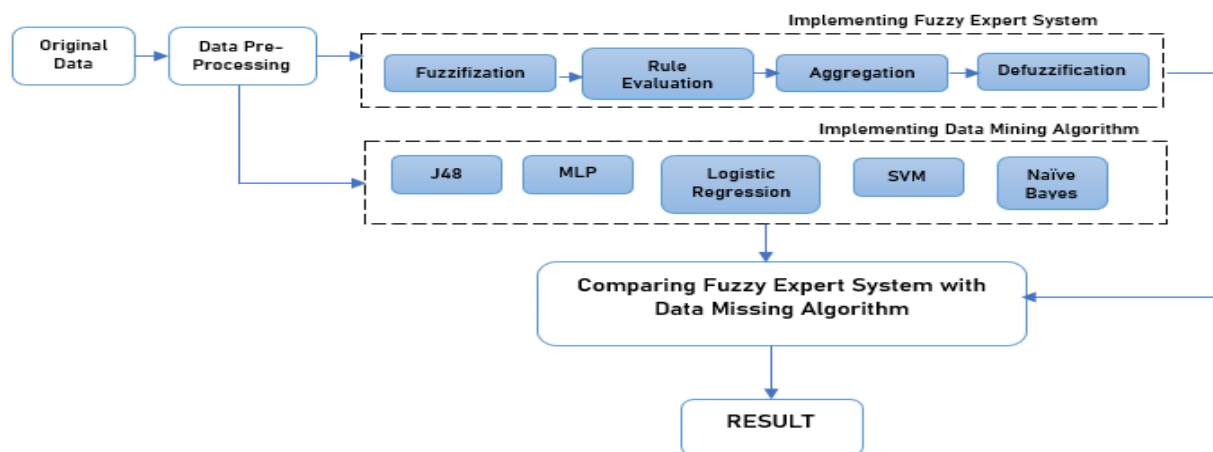 Implementing Fuzzy Expert System
Original
Data
Data Pre-
Processing
Fuzzifization
Rule
Evaluation
Aggregation
Defuzzification
Implementing Data Mining Algorithm
J48
MLP
Logistic
Regression
SVM
Naïve
Bayes
Comparing Fuzzy Expert System with
Data Missing Algorithm
RESULT